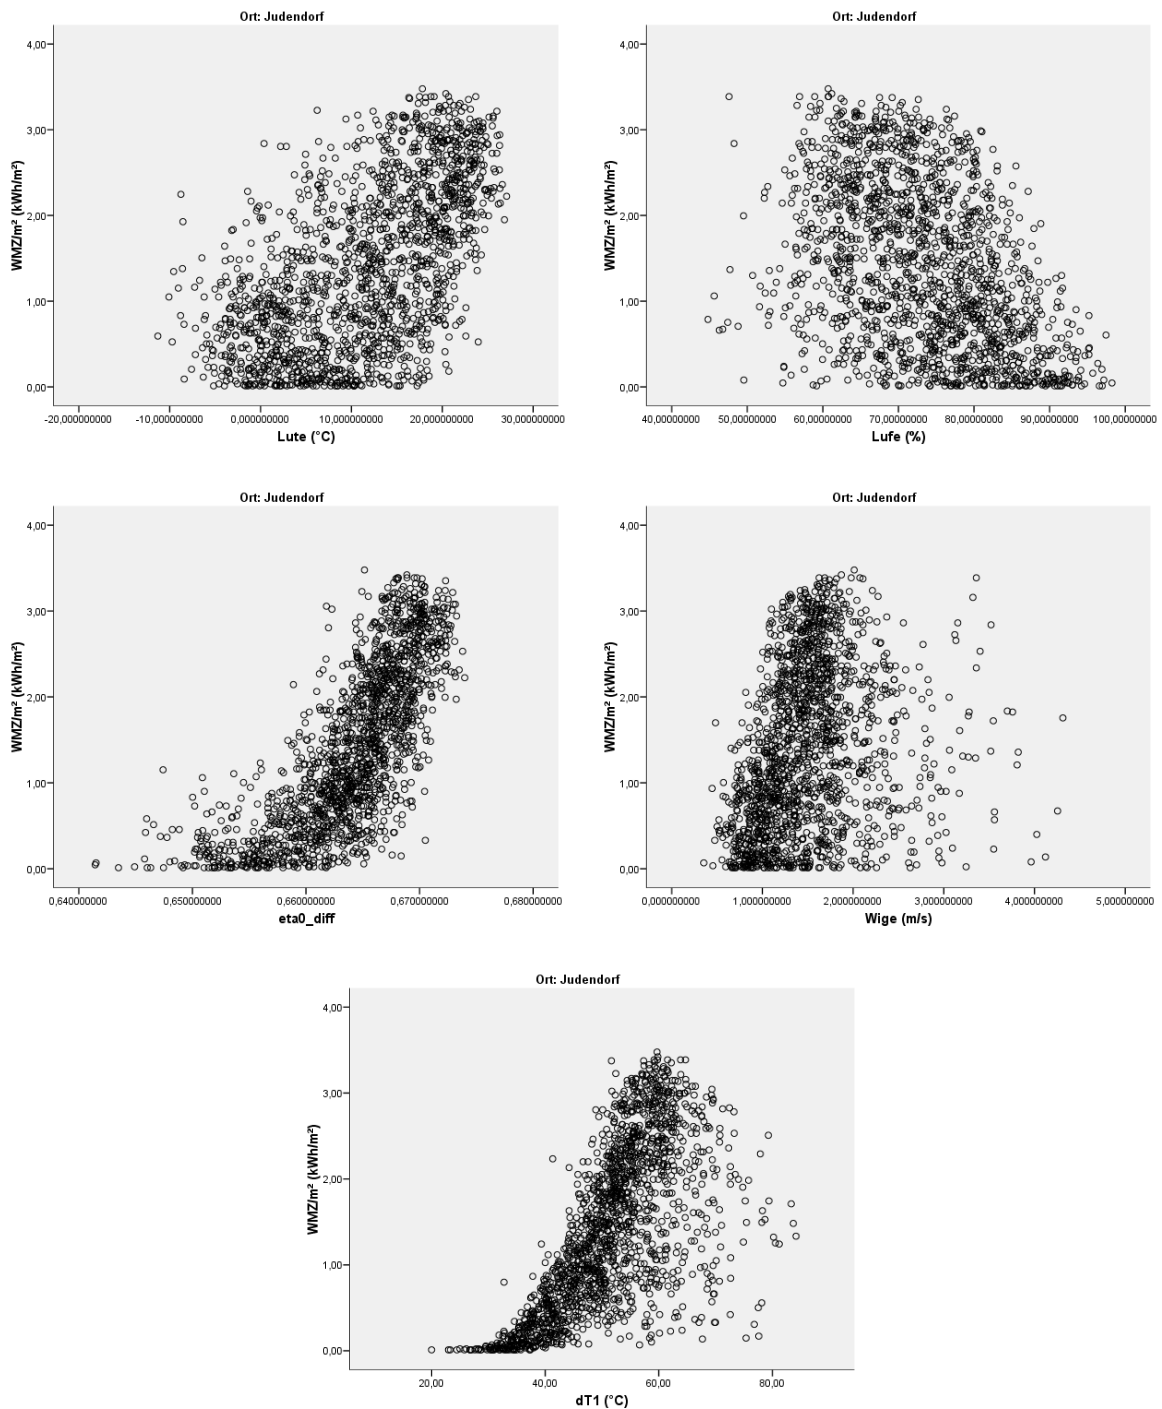 Ort: Judendorf
4,00
3,00
2,00
1,00
0,00
WMZ/m² (kWh/m²)
-20,000000000 -10,000000000 0,000000000 10,000000000 20,000000000 30,000000000
Lute (°C)
Ort: Judendorf
4,00
3,00
2,00
1,00
0,00
WMZ/m² (kWh/m²)
40,00000000 50,00000000 60,00000000 70,00000000 80,00000000 90,00000000 100,00000000
Lufe (%)
Ort: Judendorf
4,00
3,00
2,00
1,00
0,00
WMZ/m² (kWh/m²)
0,640000000 0,650000000 0,660000000 0,670000000 0,680000000
eta0_diff
Ort: Judendorf
4,00
3,00
2,00
1,00
0,00
WMZ/m² (kWh/m²)
0,000000000 1,000000000 2,000000000 3,000000000 4,000000000 5,000000000
Wige (m/s)
Ort: Judendorf
4,00
3,00
2,00
1,00
0,00
WMZ/m² (kWh/m²)
20,00 40,00 60,00 80,00
dT1 (°C)